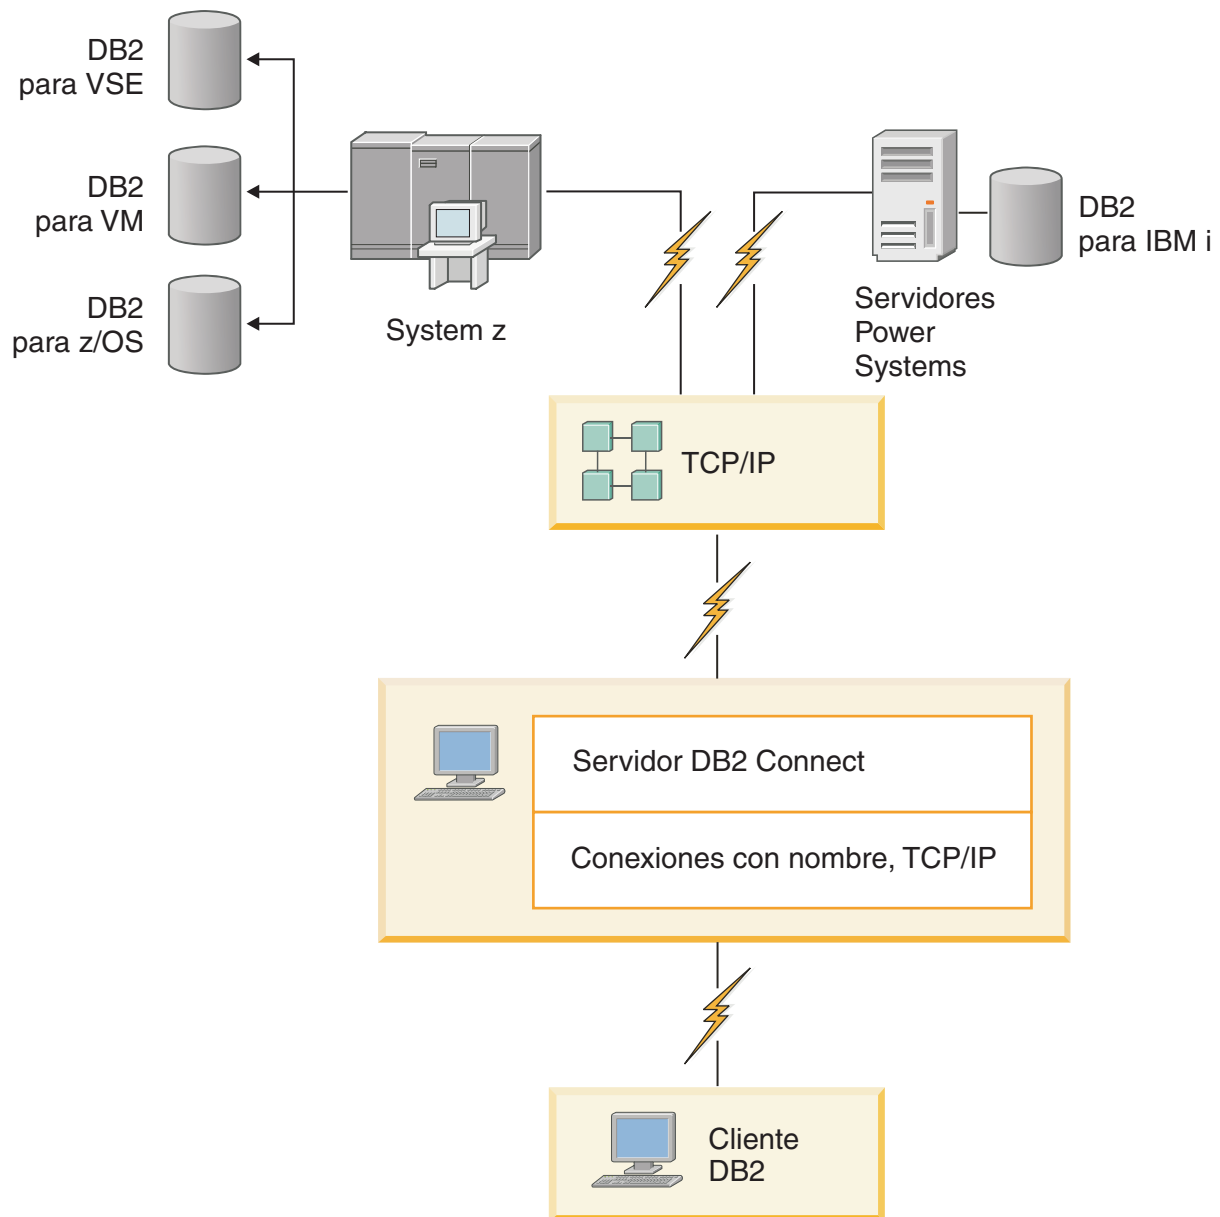 DB2
para VSE
DB2
para VM
DB2
para z/OS
System z
Servidores
Power
Systems
DB2
para IBM i
TCP/IP
Servidor DB2 Connect
Conexiones con nombre, TCP/IP
Cliente
DB2